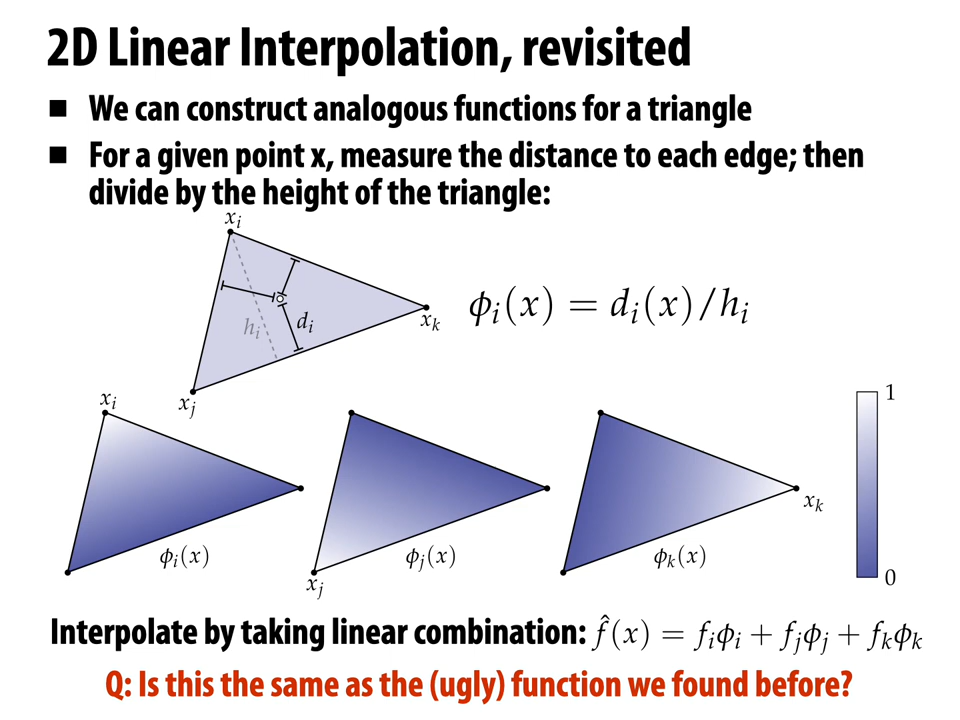 2D Linear Interpolation, revisited
■ We can construct analogous functions for a triangle
■ For a given point x, measure the distance to each edge; then
divide by the height of the triangle:
x_i
h_i
d_i
x_k
x_j
ϕ_i(x) = d_i(x)/h_i
x_i
ϕ_i(x)
x_j
ϕ_j(x)
x_k
ϕ_k(x)
1
0
Interpolate by taking linear combination: f̂(x) = f_iϕ_i + f_jϕ_j + f_kϕ_k
Q: Is this the same as the (ugly) function we found before?